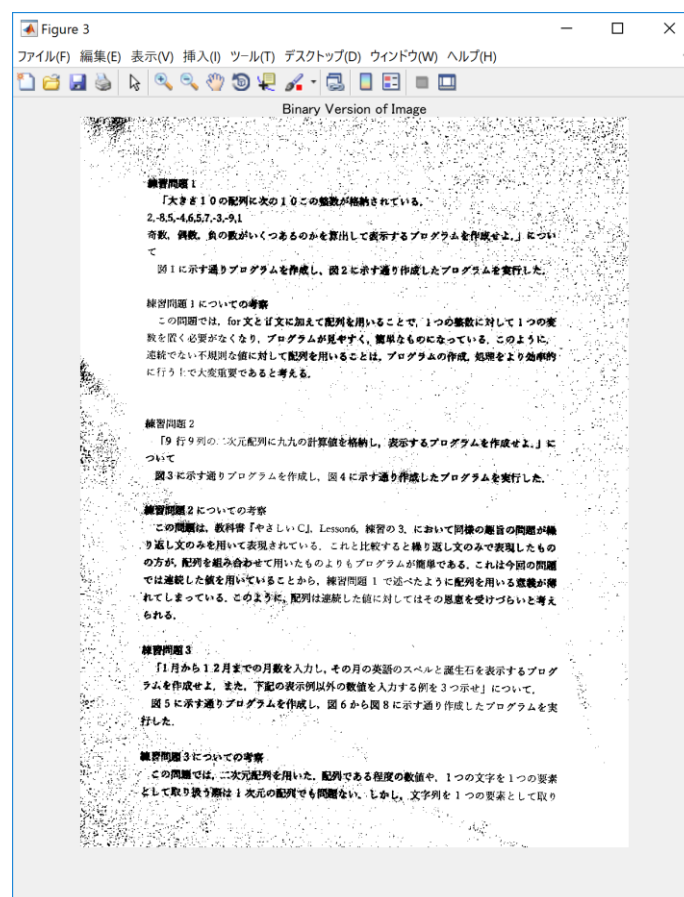 Figure 3
ファイル(F) 編集(E) 表示(V) 挿入(I) ツール(T) デスクトップ(D) ウィンドウ(W) ヘルプ(H)
Binary Version of Image
練習問題1
「大きさ10の配列に次の10この整数が格納されている.
2,-8,5,-4,6,5,7,-3,-9,1
奇数, 偶数, 負の数がいくつあるのかを算出して表示するプログラムを作成せよ.」につい
て
図1に示す通りプログラムを作成し、図2に示す通り作成したプログラムを実行した.
練習問題1についての考察
この問題では, for 文と if 文に加えて配列を用いることで, 1つの整数に対して1つの変
数を置く必要がなくなり, プログラムが見やすく, 簡単なものになっている. このように,
連続でない不規則な値に対して配列を用いることは, プログラムの作成, 処理をより効率的
に行う上で大変重要であると考える.
練習問題2
「9行9列の二次元配列に九九の計算値を格納し, 表示するプログラムを作成せよ.」に
ついて
図3に示す通りプログラムを作成し, 図4に示す通り作成したプログラムを実行した.
練習問題2についての考察
この問題は, 教科書『やさしいC』, Lesson6, 練習の3, において同様の趣旨の問題が繰
り返し文のみを用いて表現されている. これと比較すると繰り返し文のみで表現したもの
の方が, 配列を組み合わせて用いたものよりもプログラムが簡単である. これは今回の問題
では連続した値を用いていることから, 練習問題1で述べたように配列を用いる意義が薄
れてしまっている. このように, 配列は連続した値に対してはその恩恵を受けづらいと考え
られる.
練習問題3
「1月から12月までの月数を入力し, その月の英語のスペルと誕生石を表示するプログ
ラムを作成せよ. また, 下記の表示例以外の数値を入力する例を3つ示せ」について,
図5に示す通りプログラムを作成し, 図6から図8に示す通り作成したプログラムを実
行した.
練習問題3についての考察
この問題では, 二次元配列を用いた. 配列である程度の数値や, 1つの文字を1つの要素
として取り扱う際は1次元の配列でも問題ない. しかし, 文字列を1つの要素として取り